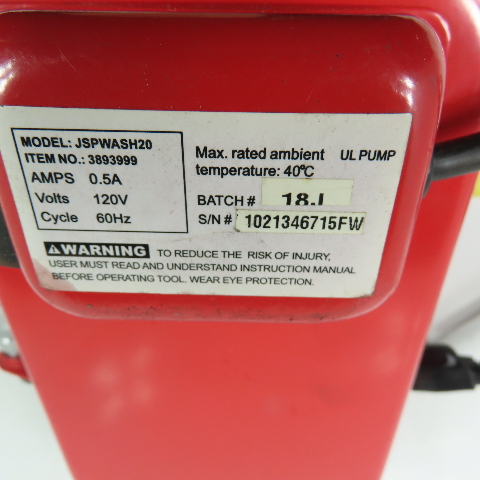 MODEL: JSPWASH20
ITEM NO.: 3893999
AMPS 0.5A
Volts 120V
Cycle 60Hz
Max. rated ambient UL PUMP
temperature: 40℃
BATCH # 18J
S/N # 1021346715FW
WARNING TO REDUCE THE RISK OF INJURY,
USER MUST READ AND UNDERSTAND INSTRUCTION MANUAL
BEFORE OPERATING TOOL. WEAR EYE PROTECTION.